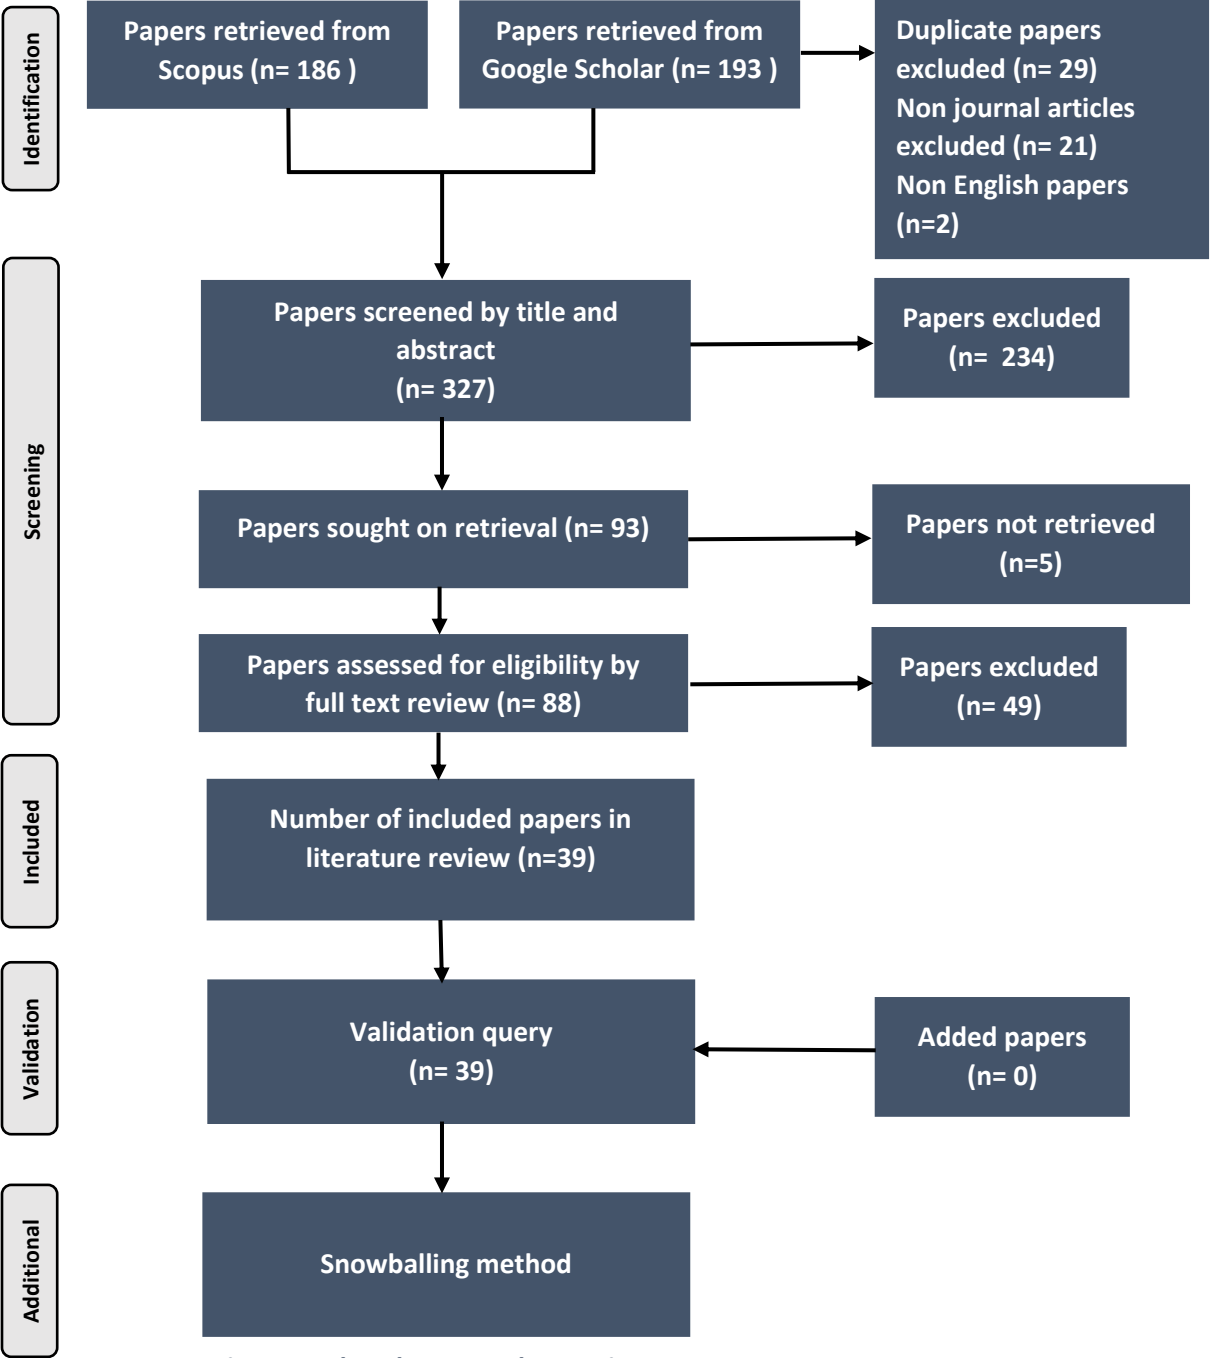 Identification
Papers retrieved from
Scopus (n= 186 )
Papers retrieved from
Google Scholar (n= 193 )
Duplicate papers
excluded (n= 29)
Non journal articles
excluded (n= 21)
Non English papers
(n=2)
Screening
Papers screened by title and
abstract
(n= 327)
Papers excluded
(n= 234)
Papers sought on retrieval (n= 93)
Papers not retrieved
(n=5)
Papers assessed for eligibility by
full text review (n= 88)
Papers excluded
(n= 49)
Included
Number of included papers in
literature review (n=39)
Validation
Validation query
(n= 39)
Added papers
(n= 0)
Additional
Snowballing method